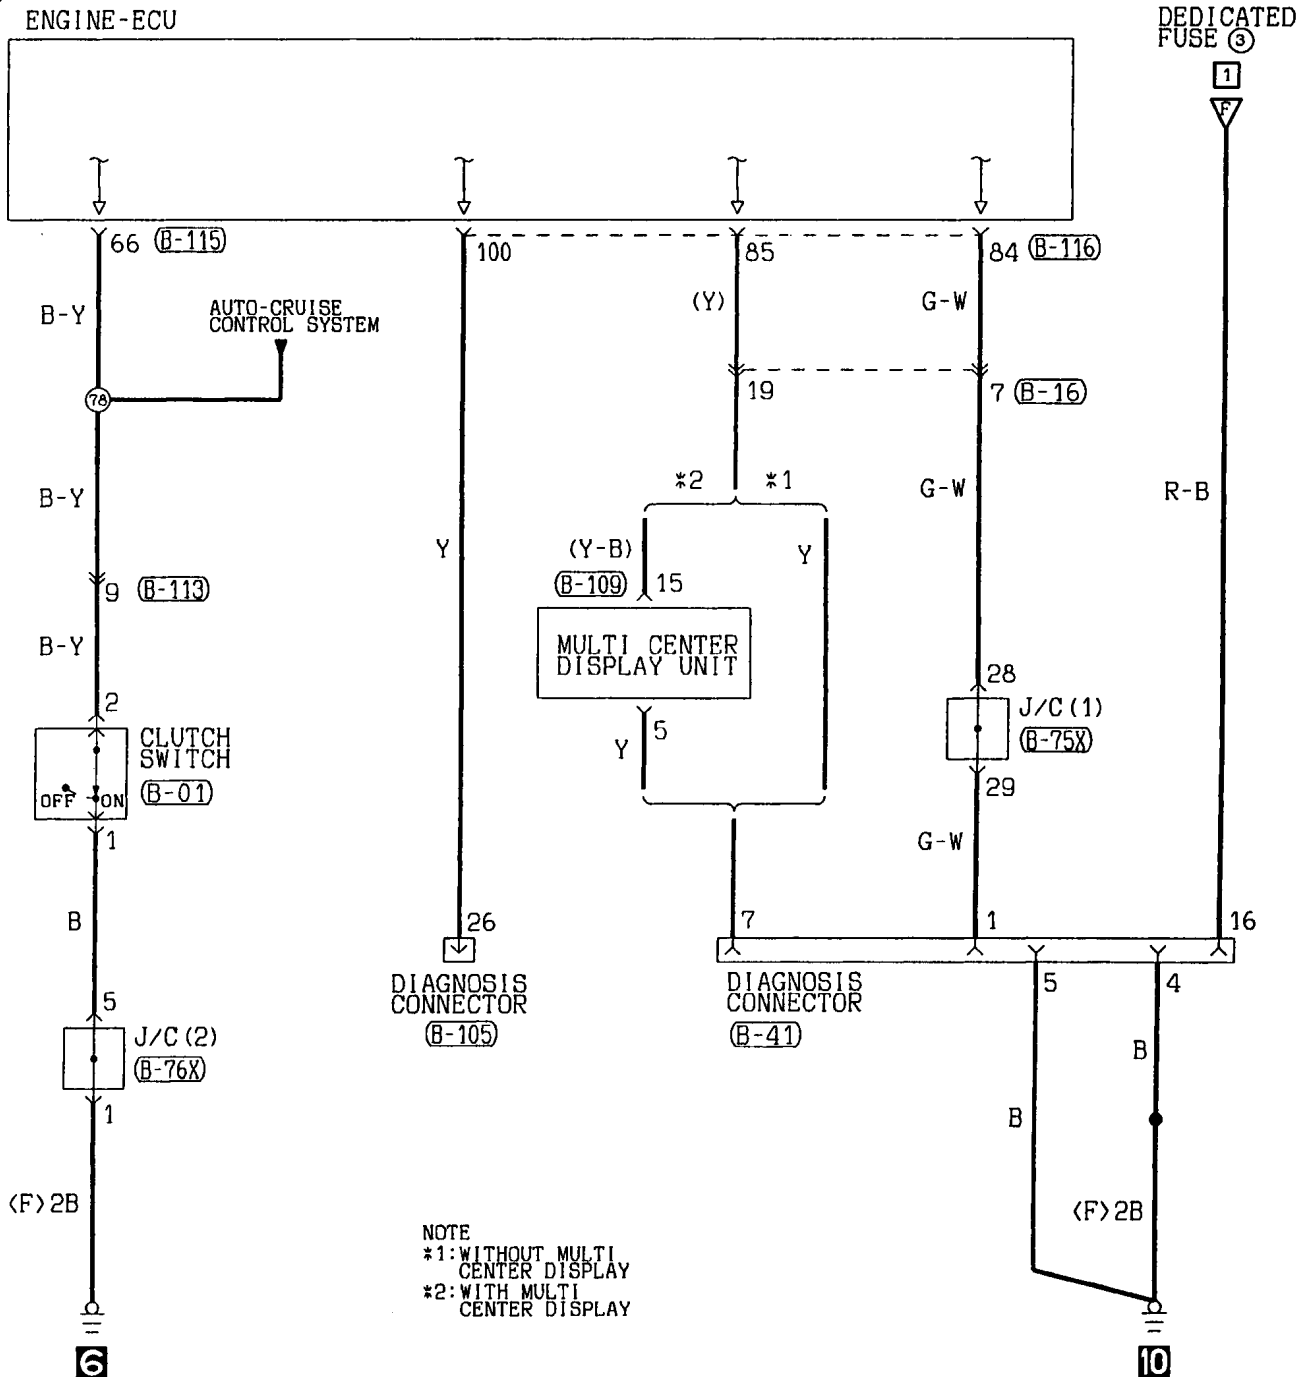 ENGINE-ECU
DEDICATED
FUSE ③
1
F
66 (B-115)
100
85
84 (B-116)
B-Y
AUTO-CRUISE
CONTROL SYSTEM
(Y)
G-W
78
19
7 (B-16)
B-Y
*2
*1
G-W
R-B
Y
(Y-B)
Y
9 (B-113)
(B-109) 15
B-Y
MULTI CENTER
DISPLAY UNIT
2
28
CLUTCH
SWITCH
J/C(1)
(B-75X)
5
Y
OFF
ON
(B-01)
29
1
G-W
B
26
7
1
16
DIAGNOSIS
CONNECTOR
(B-105)
DIAGNOSIS
CONNECTOR
(B-41)
5
4
5
J/C(2)
(B-76X)
B
1
B
<F>2B
<F>2B
NOTE
*1:WITHOUT MULTI
CENTER DISPLAY
*2:WITH MULTI
CENTER DISPLAY
6
10